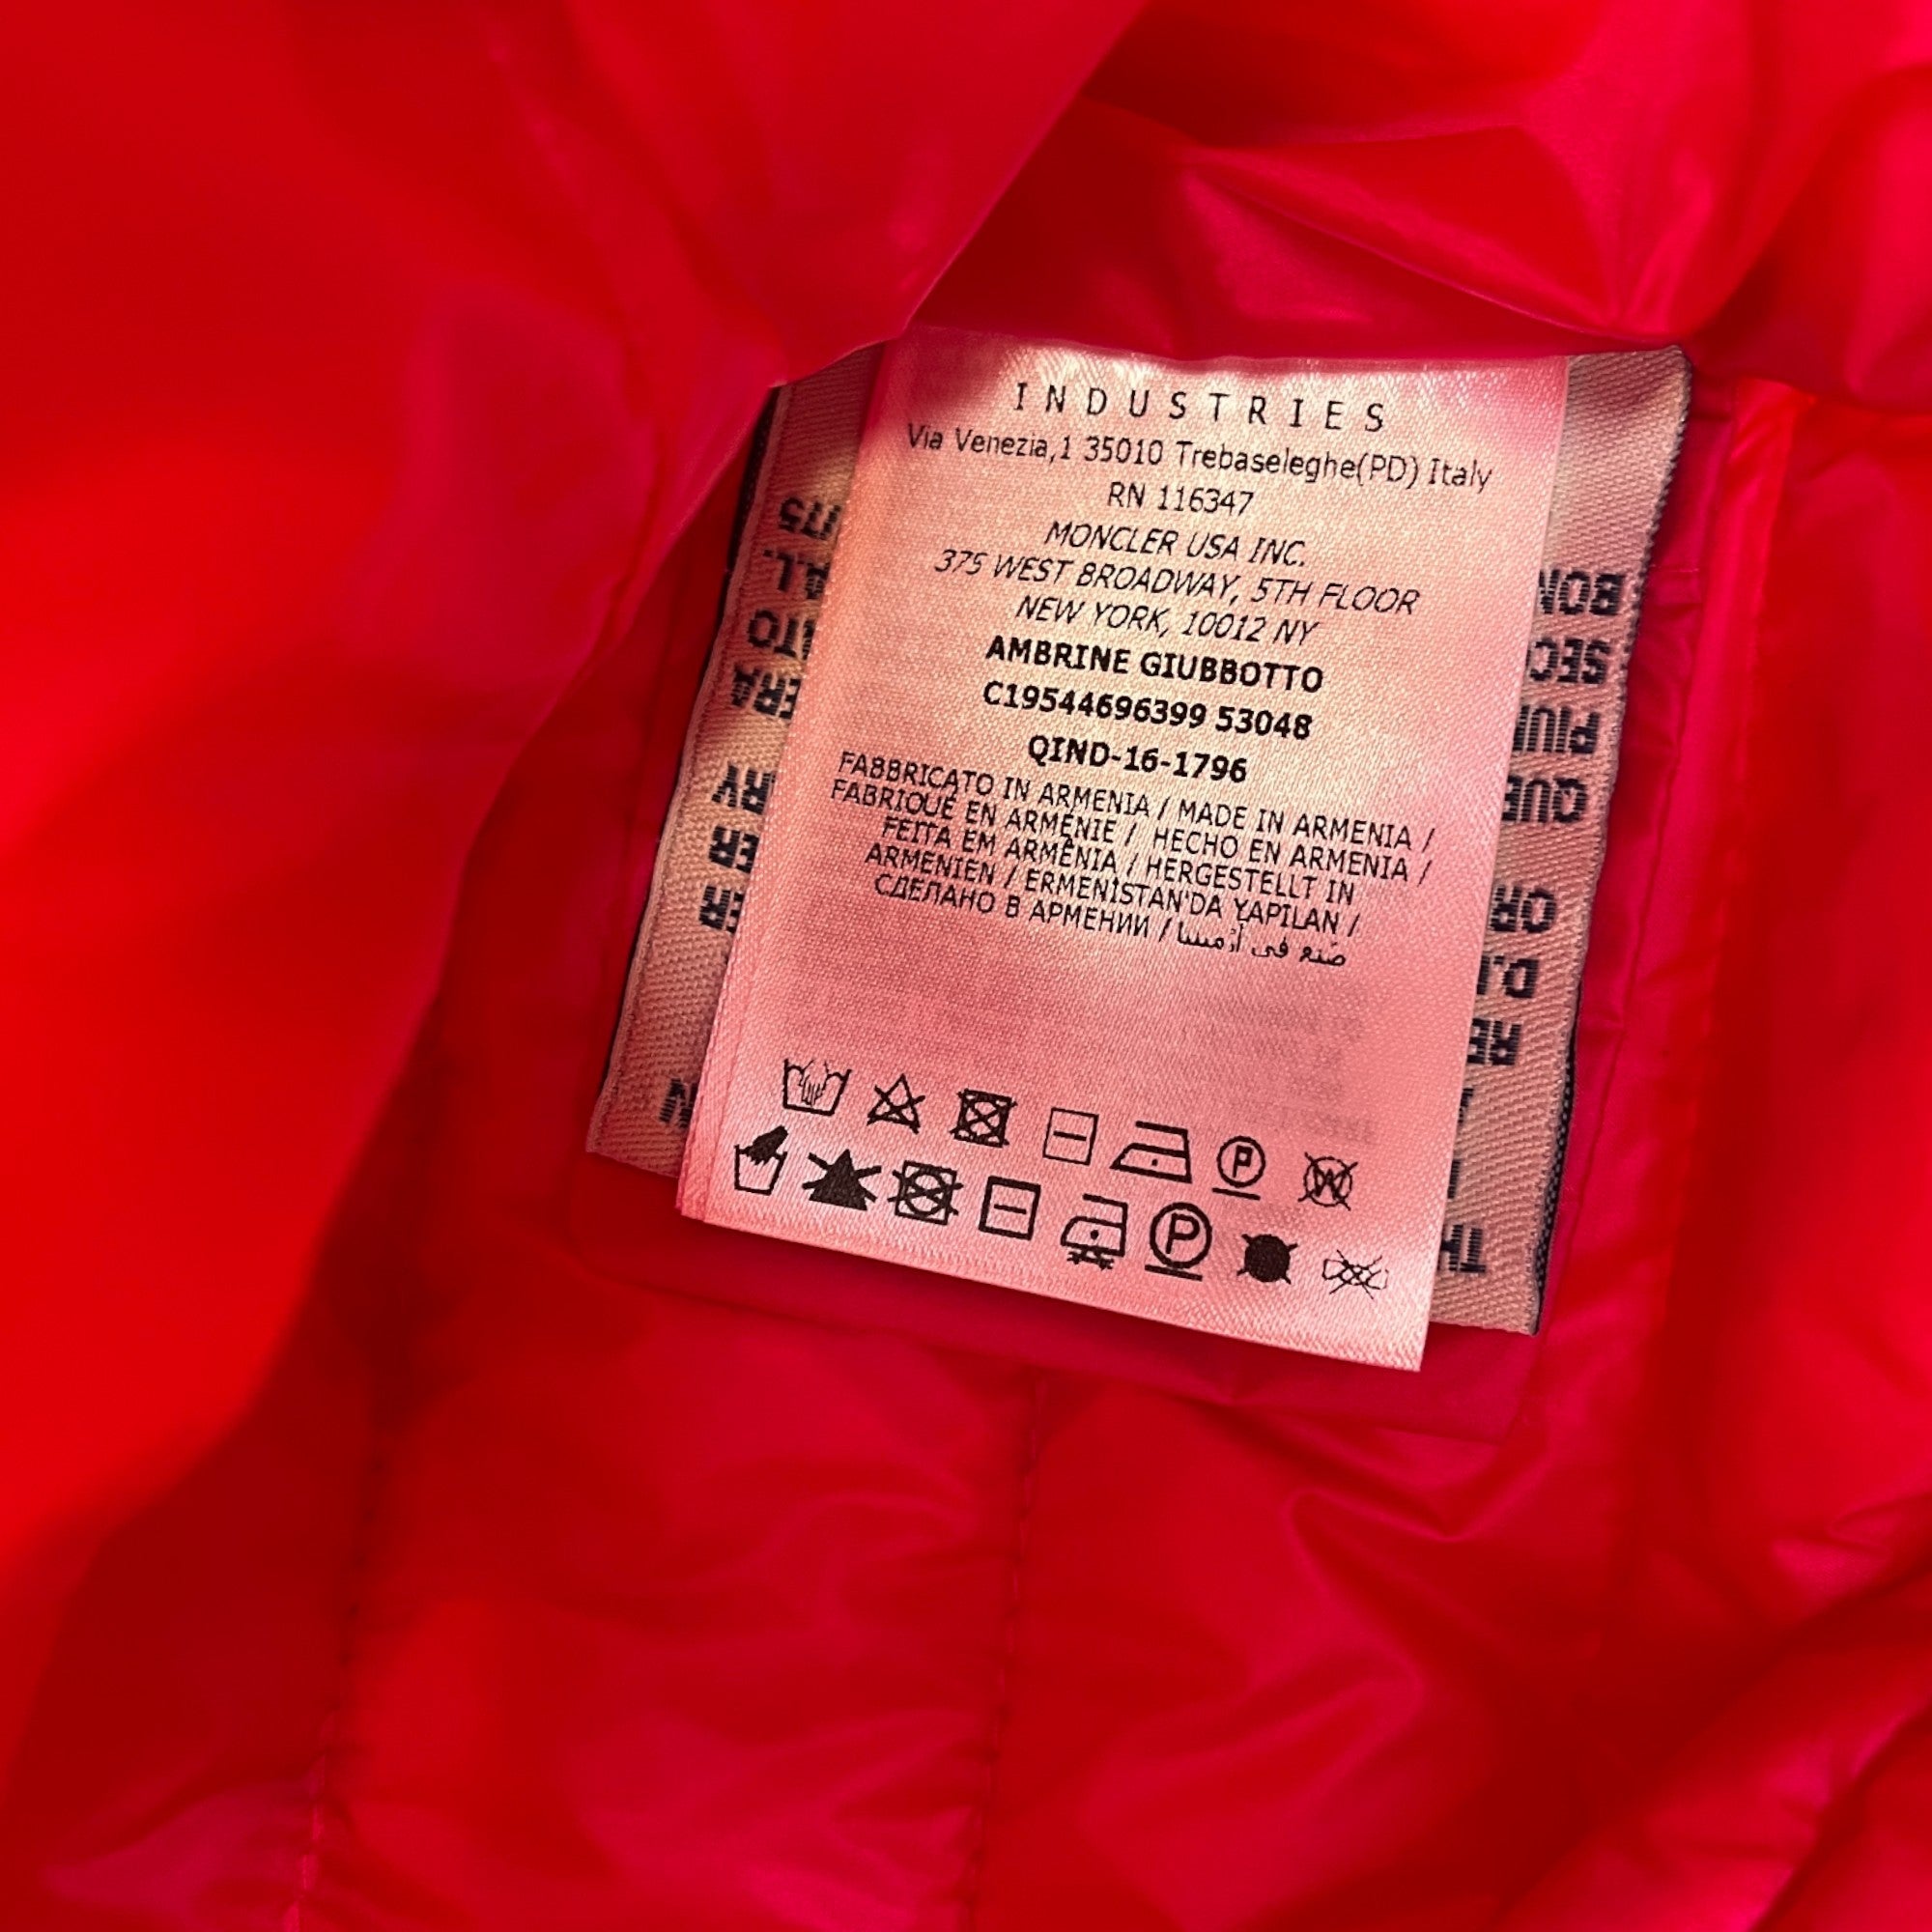 INDUSTRIES
Via Venezia,1 35010 Trebaseleghe(PD) Italy
RN 116347
MONCLER USA INC.
375 WEST BROADWAY, 5TH FLOOR
NEW YORK, 10012 NY
AMBRINE GIUBBOTTO
C19544696399 53048
QIND-16-1796
FABBRICATO IN ARMENIA / MADE IN ARMENIA /
FABRIQUÉ EN ARMÉNIE / HECHO EN ARMENIA /
FEITA EM ARMÊNIA / HERGESTELLT IN
ARMENIEN / ERMENİSTAN'DA YAPILAN /
СДЕЛАНО В АРМЕНИИ / صنع في أرمينيا
P
W
P